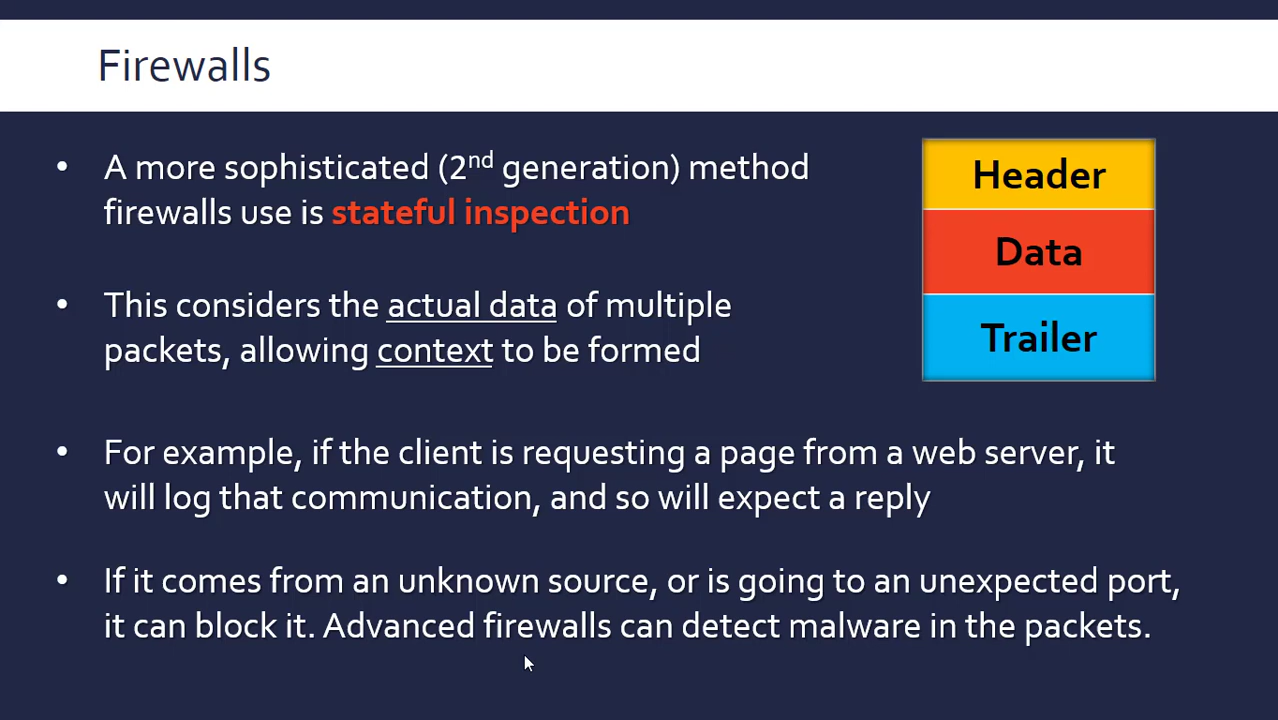 Firewalls
• A more sophisticated (2nd generation) method
firewalls use is stateful inspection
• This considers the actual data of multiple
packets, allowing context to be formed
• For example, if the client is requesting a page from a web server, it
will log that communication, and so will expect a reply
• If it comes from an unknown source, or is going to an unexpected port,
it can block it. Advanced firewalls can detect malware in the packets.
Header
Data
Trailer